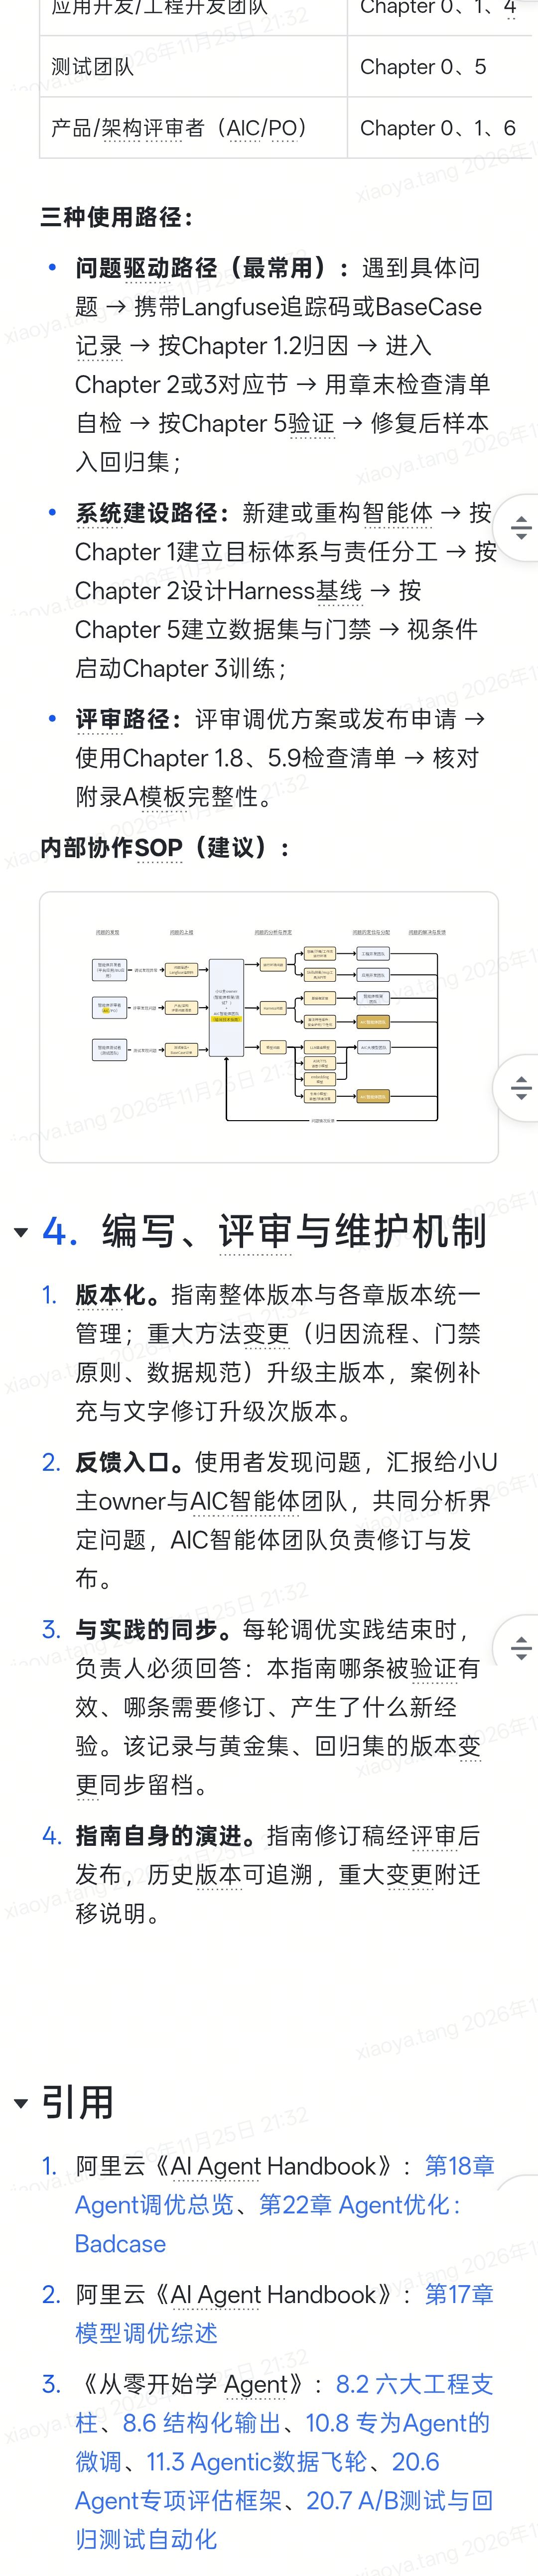 应用开发/工程开发团队
Chapter 0、1、4
测试团队
Chapter 0、5
产品/架构评审者（AIC/PO）
Chapter 0、1、6
三种使用路径：
• 问题驱动路径（最常用）：遇到具体问
题 → 携带Langfuse追踪码或BaseCase
记录 → 按Chapter 1.2归因 → 进入
Chapter 2或3对应节 → 用章末检查清单
自检 → 按Chapter 5验证 → 修复后样本
入回归集；
• 系统建设路径：新建或重构智能体 → 按
Chapter 1建立目标体系与责任分工 → 按
Chapter 2设计Harness基线 → 按
Chapter 5建立数据集与门禁 → 视条件
启动Chapter 3训练；
• 评审路径：评审调优方案或发布申请 →
使用Chapter 1.8、5.9检查清单 → 核对
附录A模板完整性。
内部协作SOP（建议）：
4. 编写、评审与维护机制
1. 版本化。指南整体版本与各章版本统一
管理；重大方法变更（归因流程、门禁
原则、数据规范）升级主版本，案例补
充与文字修订升级次版本。
2. 反馈入口。使用者发现问题，汇报给小U
主owner与AIC智能体团队，共同分析界
定问题，AIC智能体团队负责修订与发
布。
3. 与实践的同步。每轮调优实践结束时，
负责人必须回答：本指南哪条被验证有
效、哪条需要修订、产生了什么新经
验。该记录与黄金集、回归集的版本变
更同步留档。
4. 指南自身的演进。指南修订稿经评审后
发布，历史版本可追溯，重大变更附迁
移说明。
引用
1. 阿里云《AI Agent Handbook》：第18章
Agent调优总览、第22章 Agent优化：
Badcase
2. 阿里云《AI Agent Handbook》：第17章
模型调优综述
3. 《从零开始学 Agent》：8.2 六大工程支
柱、8.6 结构化输出、10.8 专为Agent的
微调、11.3 Agentic数据飞轮、20.6
Agent专项评估框架、20.7 A/B测试与回
归测试自动化
xiaoya.tang 2026年11月25日 21:32